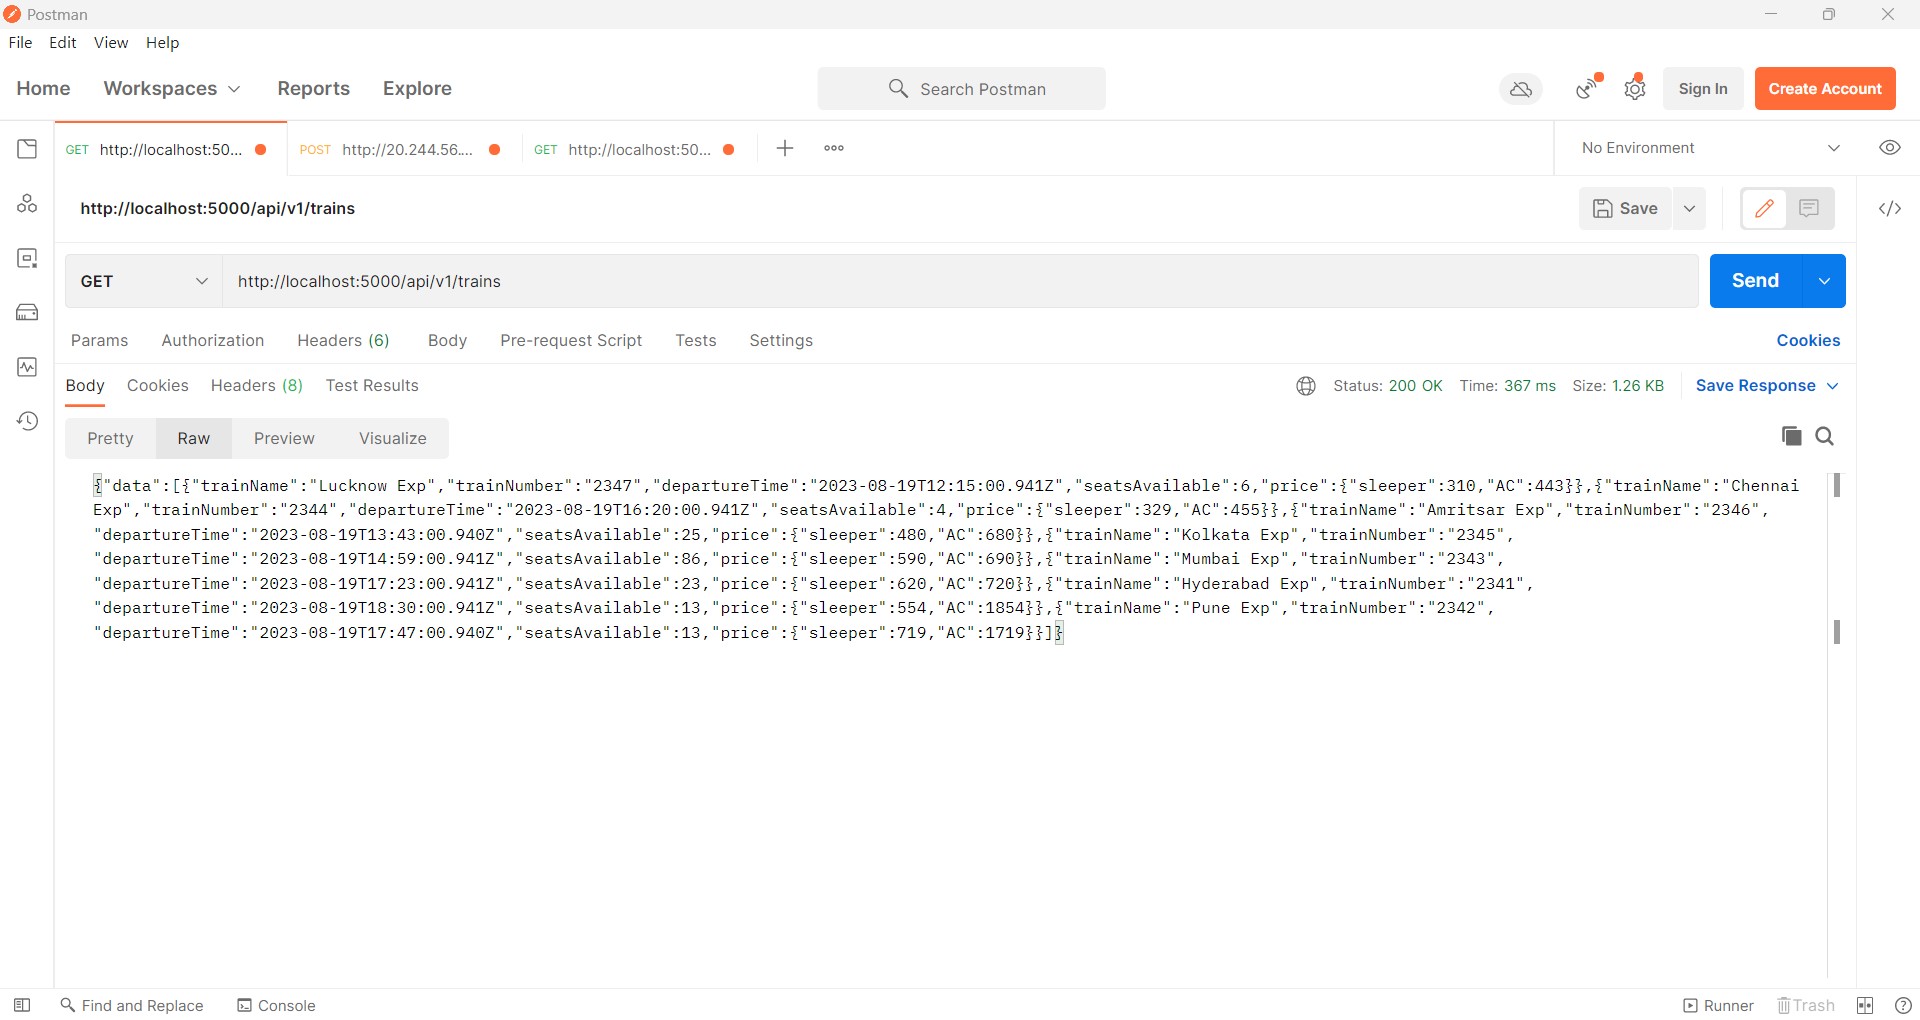 Postman
File Edit View Help
Home Workspaces Reports Explore Search Postman Sign In Create Account
GET http://localhost:50... POST http://20.244.56.... GET http://localhost:50... No Environment
http://localhost:5000/api/v1/trains Save
GET http://localhost:5000/api/v1/trains Send
Params Authorization Headers (6) Body Pre-request Script Tests Settings Cookies
Body Cookies Headers (8) Test Results Status: 200 OK Time: 367 ms Size: 1.26 KB Save Response
Pretty Raw Preview Visualize
{"data":[{"trainName":"Lucknow Exp","trainNumber":"2347","departureTime":"2023-08-19T12:15:00.941Z","seatsAvailable":6,"price":{"sleeper":310,"AC":443}},{"trainName":"Chennai
Exp","trainNumber":"2344","departureTime":"2023-08-19T16:20:00.941Z","seatsAvailable":4,"price":{"sleeper":329,"AC":455}},{"trainName":"Amritsar Exp","trainNumber":"2346",
"departureTime":"2023-08-19T13:43:00.940Z","seatsAvailable":25,"price":{"sleeper":480,"AC":680}},{"trainName":"Kolkata Exp","trainNumber":"2345",
"departureTime":"2023-08-19T14:59:00.941Z","seatsAvailable":86,"price":{"sleeper":590,"AC":690}},{"trainName":"Mumbai Exp","trainNumber":"2343",
"departureTime":"2023-08-19T17:23:00.941Z","seatsAvailable":23,"price":{"sleeper":620,"AC":720}},{"trainName":"Hyderabad Exp","trainNumber":"2341",
"departureTime":"2023-08-19T18:30:00.941Z","seatsAvailable":13,"price":{"sleeper":554,"AC":1854}},{"trainName":"Pune Exp","trainNumber":"2342",
"departureTime":"2023-08-19T17:47:00.940Z","seatsAvailable":13,"price":{"sleeper":719,"AC":1719}}]}
Find and Replace Console Runner Trash